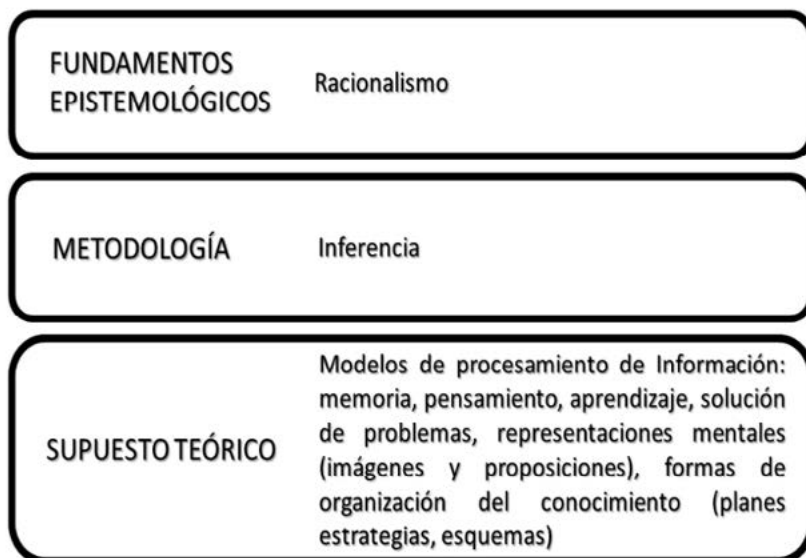 FUNDAMENTOS
EPISTEMOLÓGICOS
Racionalismo
METODOLOGÍA
Inferencia
SUPUESTO TEÓRICO
Modelos de procesamiento de Información:
memoria, pensamiento, aprendizaje, solución
de problemas, representaciones mentales
(imágenes y proposiciones), formas de
organización del conocimiento (planes
estrategias, esquemas)